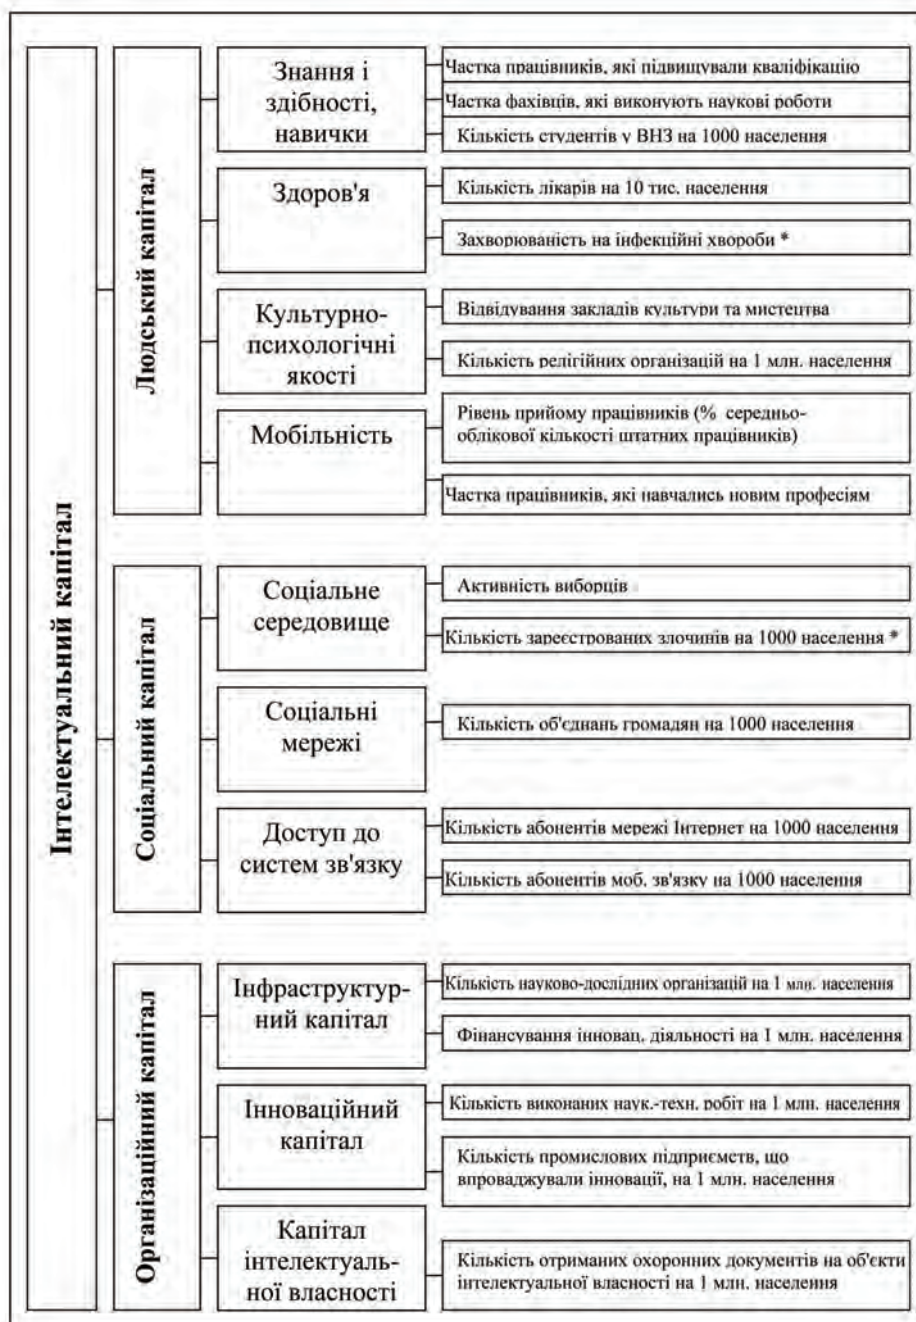 Інтелектуальний капітал
Людський капітал
Знання і
здібності,
навички
Частка працівників, які підвищували кваліфікацію
Частка фахівців, які виконують наукові роботи
Кількість студентів у ВНЗ на 1000 населення
Здоров'я
Кількість лікарів на 10 тис. населення
Захворюваність на інфекційні хвороби *
Культурно-
психологічні
якості
Відвідування закладів культури та мистецтва
Кількість релігійних організацій на 1 млн. населення
Мобільність
Рівень прийому працівників (% середньо-
облікової кількості штатних працівників)
Частка працівників, які навчались новим професіям
Соціальний капітал
Соціальне
середовище
Активність виборців
Кількість зареєстрованих злочинів на 1000 населення *
Соціальні
мережі
Кількість об'єднань громадян на 1000 населення
Доступ до
систем зв'язку
Кількість абонентів мережі Інтернет на 1000 населення
Кількість абонентів моб. зв'язку на 1000 населення
Організаційний капітал
Інфраструктур-
ний капітал
Кількість науково-дослідних організацій на 1 млн. населення
Фінансування інновац. діяльності на 1 млн. населення
Інноваційний
капітал
Кількість виконаних наук.-техн. робіт на 1 млн. населення
Кількість промислових підприємств, що
впроваджували інновації, на 1 млн. населення
Капітал
інтелектуаль-
ної власності
Кількість отриманих охоронних документів на об'єкти
інтелектуальної власності на 1 млн. населення